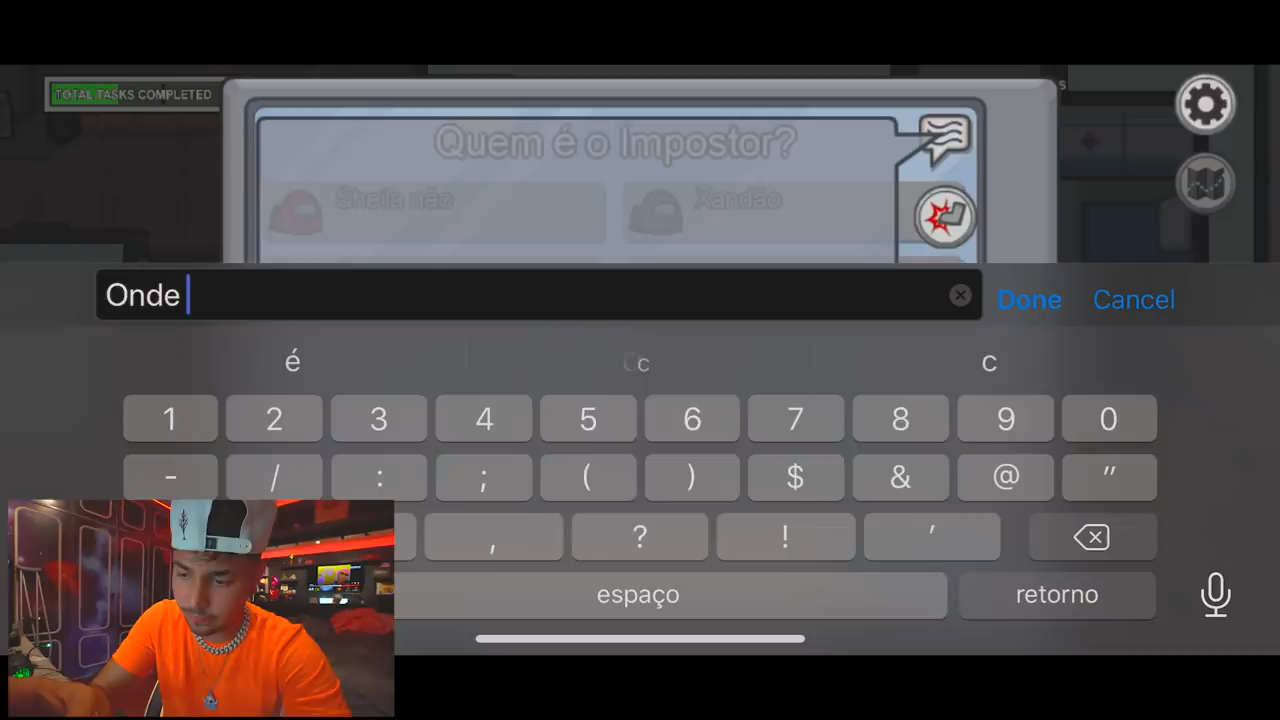 TOTAL TASKS COMPLETED
S
Quem é o Impostor?
Sheila não
Xandão
Onde
Done
Cancel
é
c
c
1 2 3 4 5 6 7 8 9 0
- / : ; ( ) $ & @ "
, ? ! '
espaço
retorno